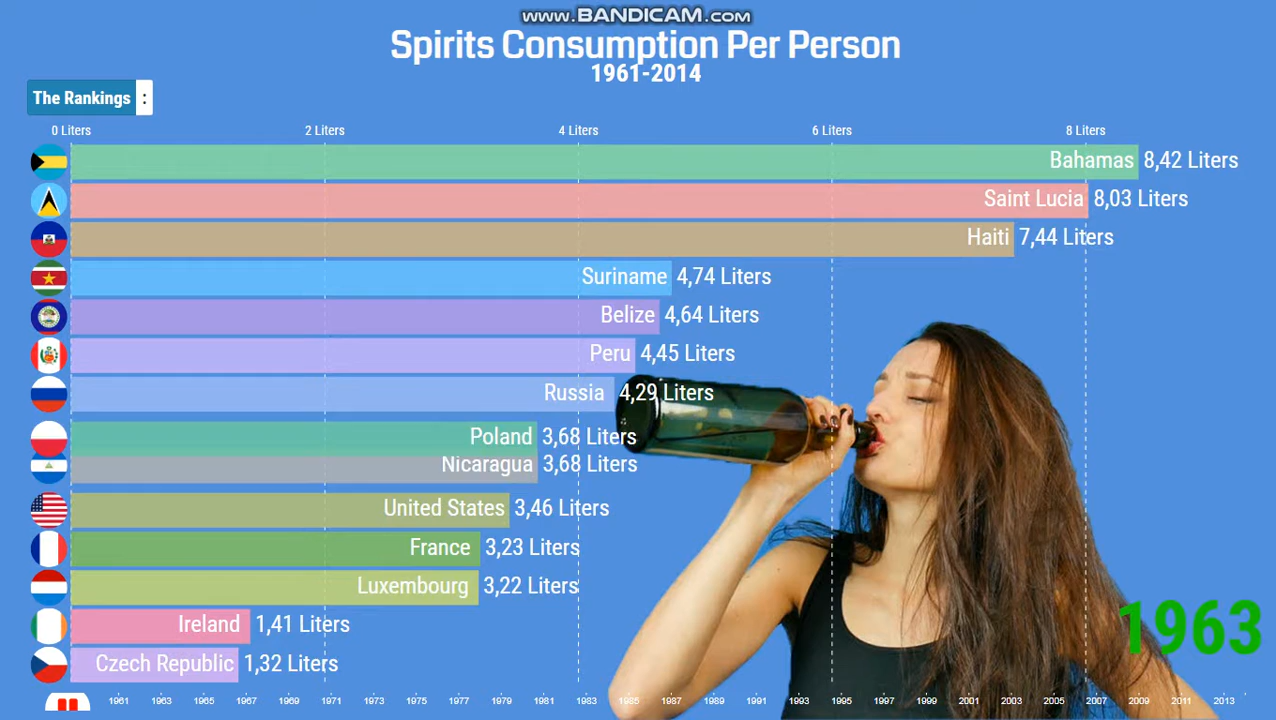 WWW.BANDICAM.COM
Spirits Consumption Per Person
1961-2014
The Rankings :
0 Liters 2 Liters 4 Liters 6 Liters 8 Liters
Bahamas 8,42 Liters
Saint Lucia 8,03 Liters
Haiti 7,44 Liters
Suriname 4,74 Liters
Belize 4,64 Liters
Peru 4,45 Liters
Russia 4,29 Liters
Poland 3,68 Liters
Nicaragua 3,68 Liters
United States 3,46 Liters
France 3,23 Liters
Luxembourg 3,22 Liters
Ireland 1,41 Liters
1963
Czech Republic 1,32 Liters
1961 1963 1965 1967 1969 1971 1973 1975 1977 1979 1981 1983 1985 1987 1989 1991 1993 1995 1997 1999 2001 2003 2005 2007 2009 2011 2013